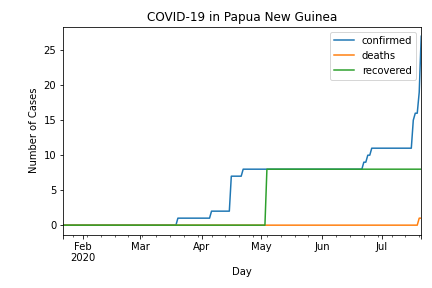 COVID-19 in Papua New Guinea
confirmed
deaths
recovered
Number of Cases
25
20
15
10
5
0
Feb
2020
Mar
Apr
May
Jun
Jul
Day